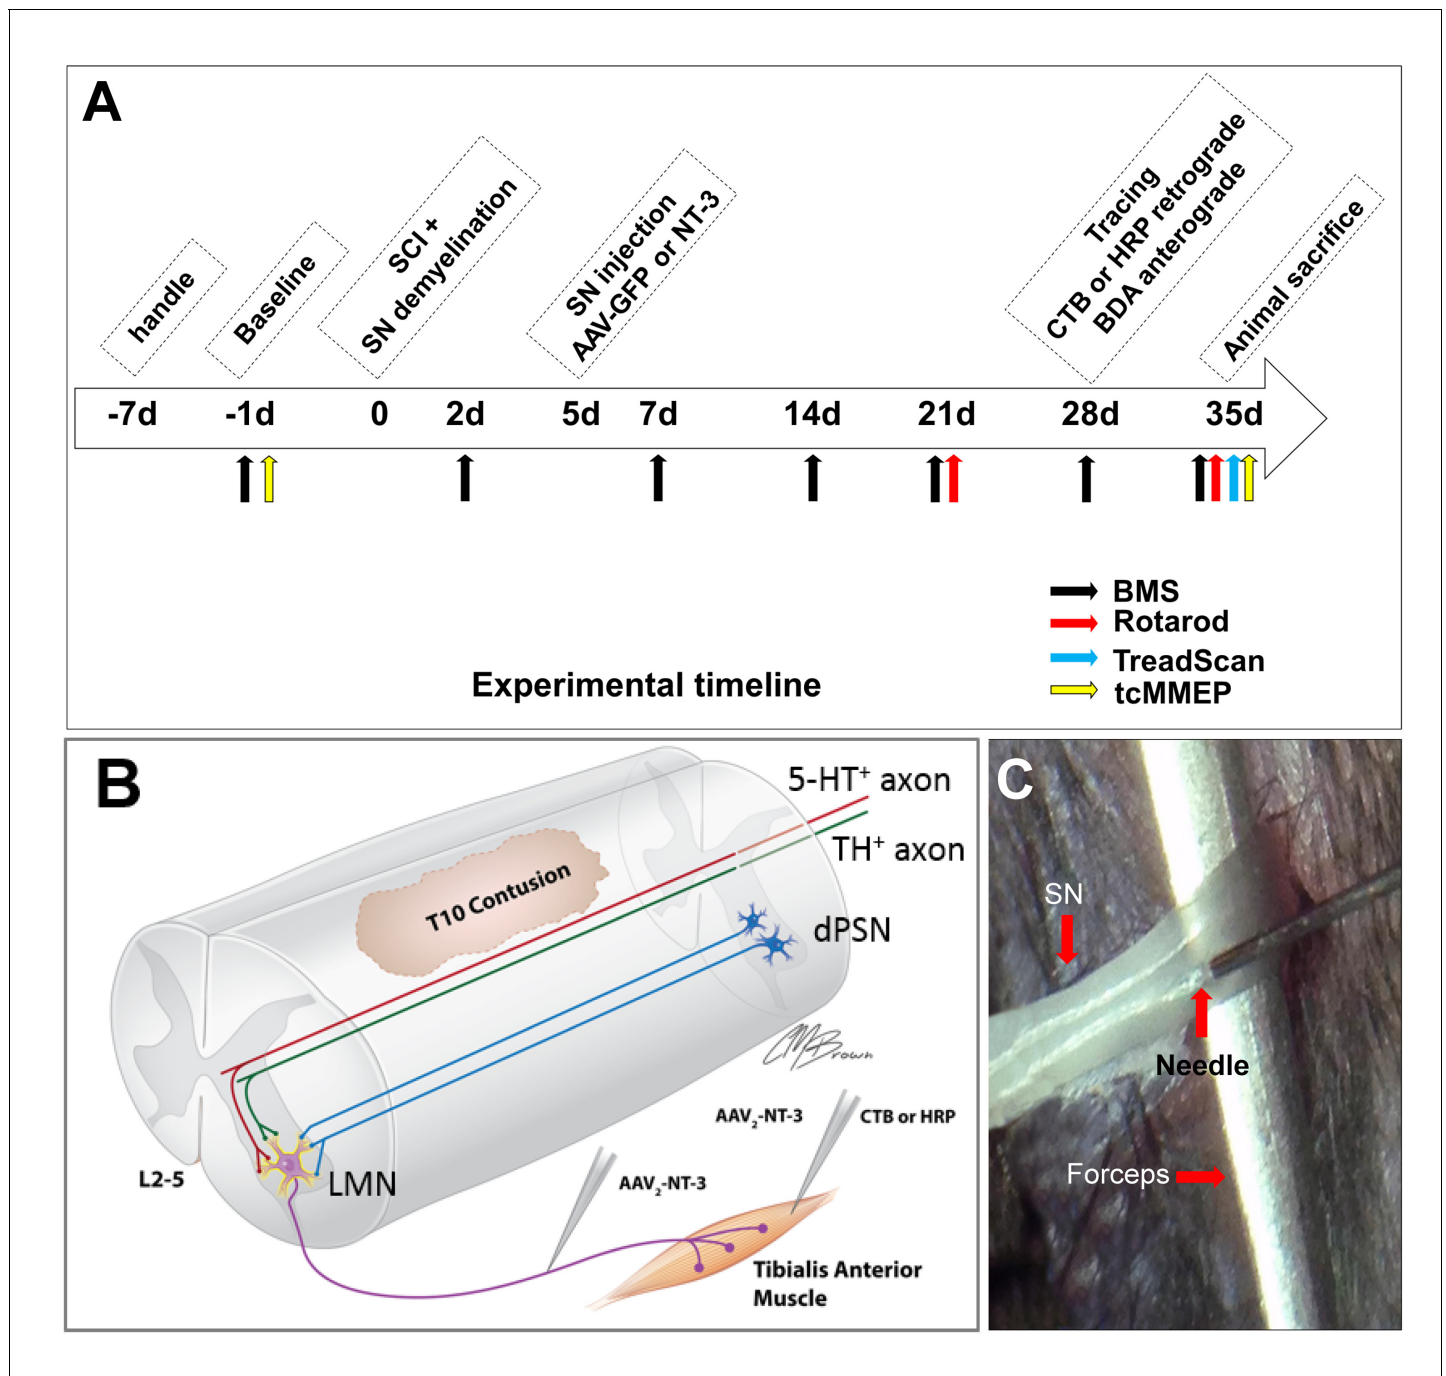 A
handle
Baseline
SCI +
SN demyelination
SN injection
AAV-GFP or NT-3
Tracing
CTB or HRP retrograde
BDA anterograde
Animal sacrifice
-7d -1d 0 2d 5d 7d 14d 21d 28d 35d
BMS
Rotarod
TreadScan
tcMMEP
Experimental timeline
B
5-HT+ axon
TH+ axon
T10 Contusion
dPSN
CMBrown
AAV2-NT-3
CTB or HRP
L2-5
LMN
AAV2-NT-3
Tibialis Anterior
Muscle
C
SN
Needle
Forceps